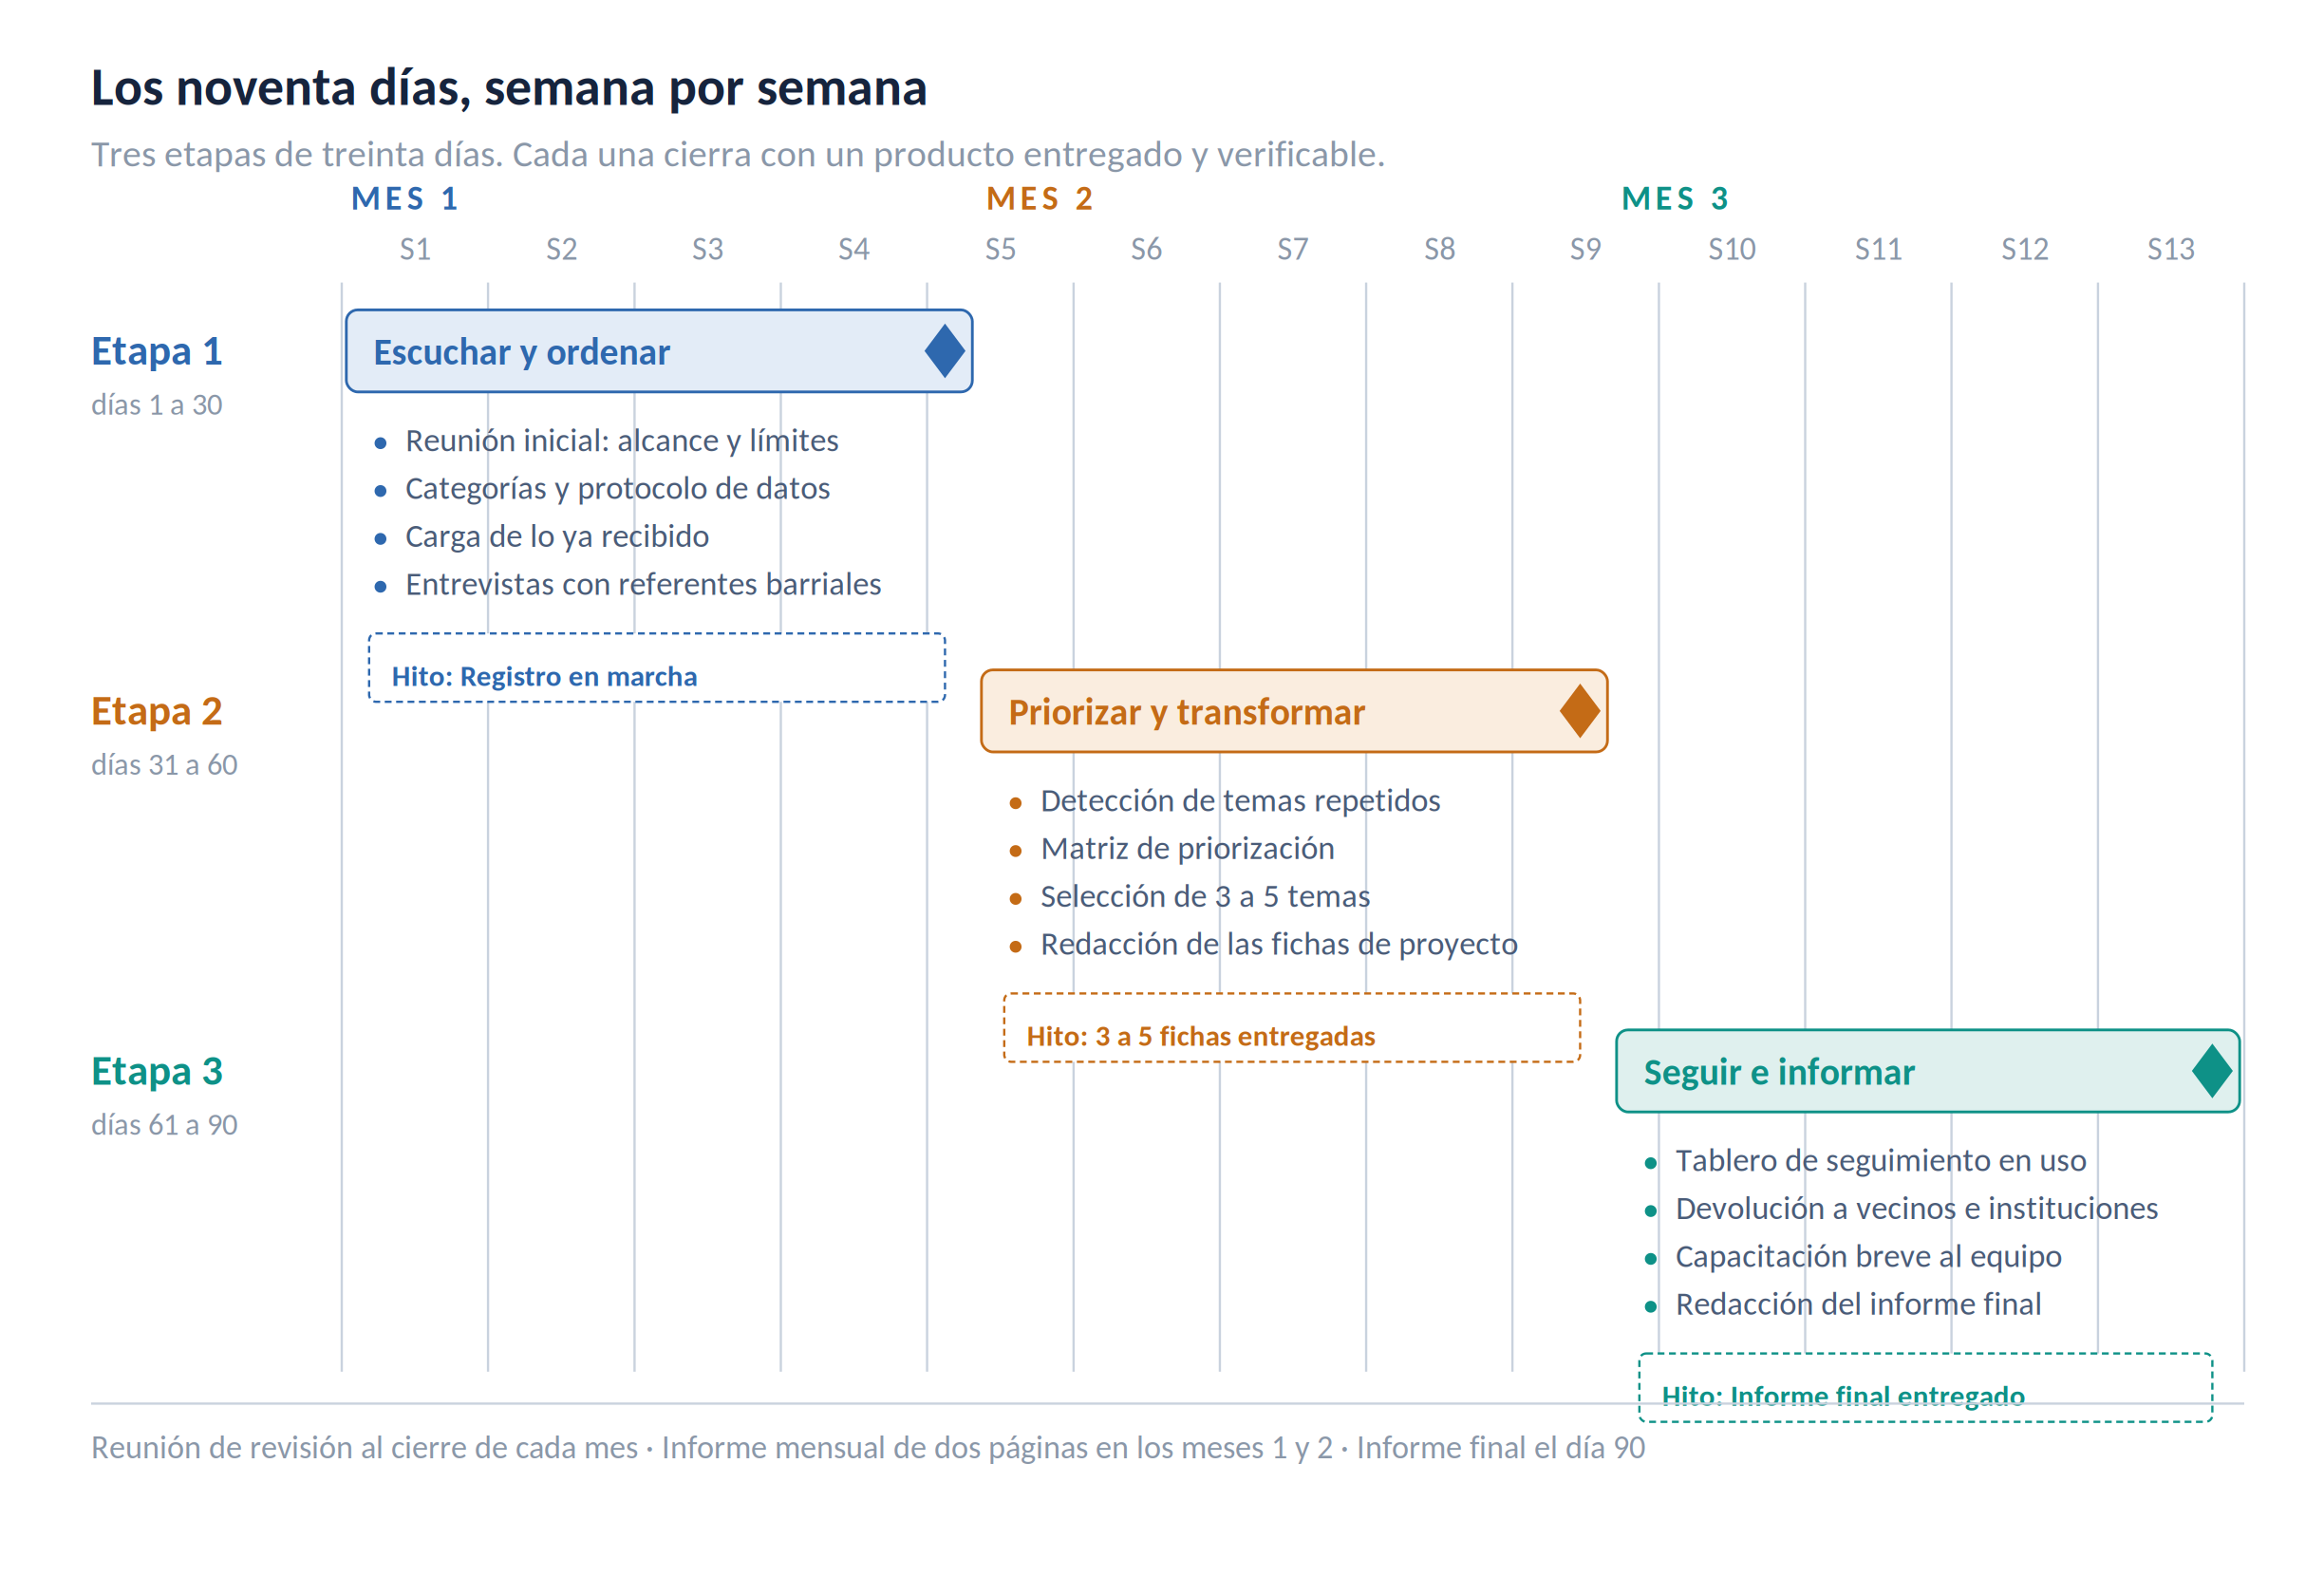 Los noventa días, semana por semana
Tres etapas de treinta días. Cada una cierra con un producto entregado y verificable.
MES 1 MES 2 MES 3
S1 S2 S3 S4 S5 S6 S7 S8 S9 S10 S11 S12 S13
Etapa 1
días 1 a 30
Escuchar y ordenar
Reunión inicial: alcance y límites
Categorías y protocolo de datos
Carga de lo ya recibido
Entrevistas con referentes barriales
Hito: Registro en marcha
Etapa 2
días 31 a 60
Priorizar y transformar
Detección de temas repetidos
Matriz de priorización
Selección de 3 a 5 temas
Redacción de las fichas de proyecto
Hito: 3 a 5 fichas entregadas
Etapa 3
días 61 a 90
Seguir e informar
Tablero de seguimiento en uso
Devolución a vecinos e instituciones
Capacitación breve al equipo
Redacción del informe final
Hito: Informe final entregado
Reunión de revisión al cierre de cada mes · Informe mensual de dos páginas en los meses 1 y 2 · Informe final el día 90